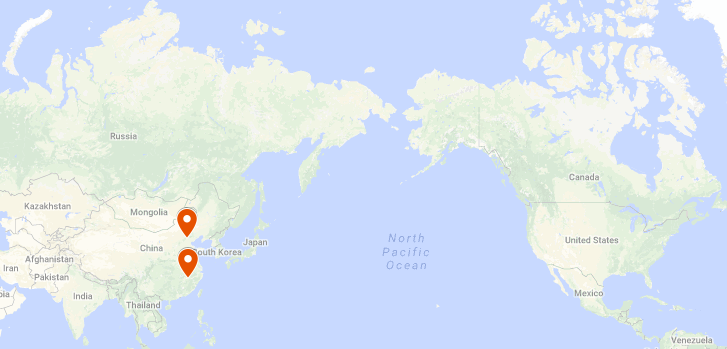 Russia
Canada
Kazakhstan
Mongolia
North
Pacific
Ocean
United States
Japan
China
South Korea
Afghanistan
Iran
Pakistan
India
Mexico
Thailand
Venezuela